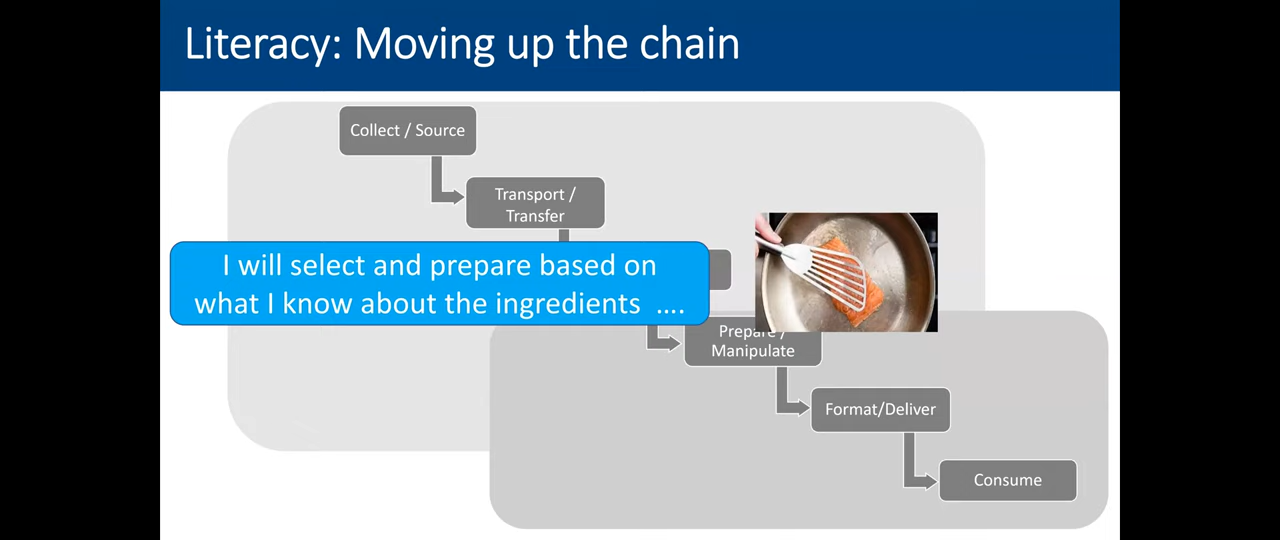 Literacy: Moving up the chain
Collect / Source
Transport /
Transfer
I will select and prepare based on
what I know about the ingredients ....
Prepare /
Manipulate
Format/Deliver
Consume